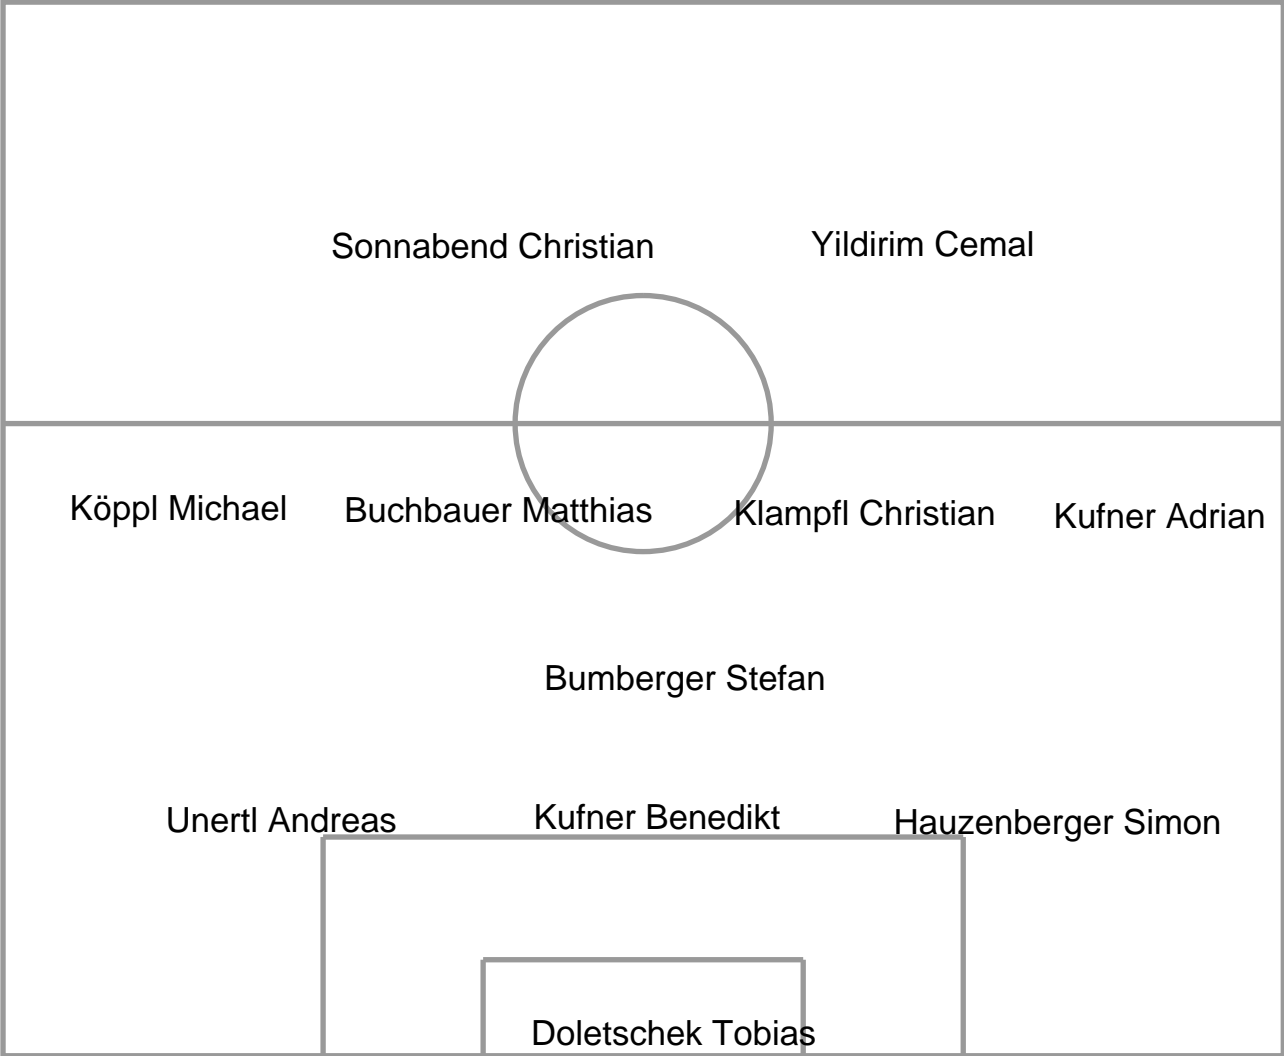 Sonnabend Christian
Yildirim Cemal
Köppl Michael
Buchbauer Matthias
Klampfl Christian
Kufner Adrian
Bumberger Stefan
Unertl Andreas
Kufner Benedikt
Hauzenberger Simon
Doletschek Tobias